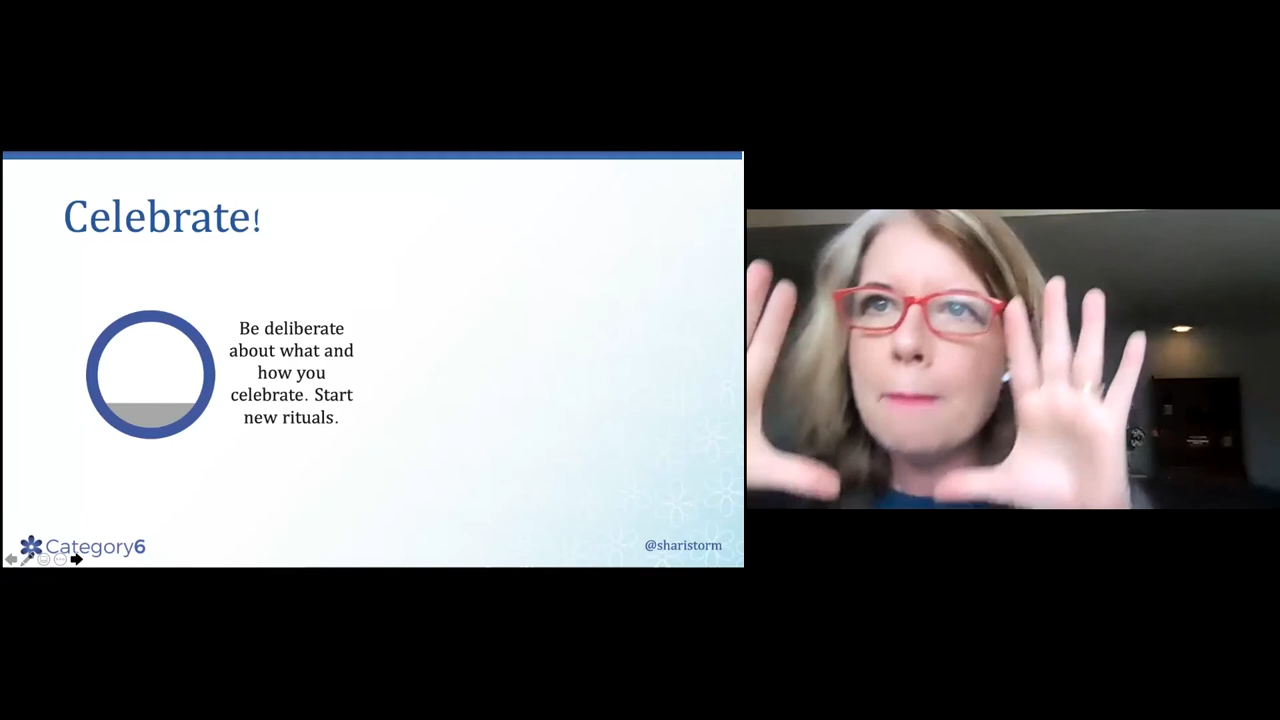 Celebrate!
Be deliberate
about what and
how you
celebrate. Start
new rituals.
Category6
@sharistorm